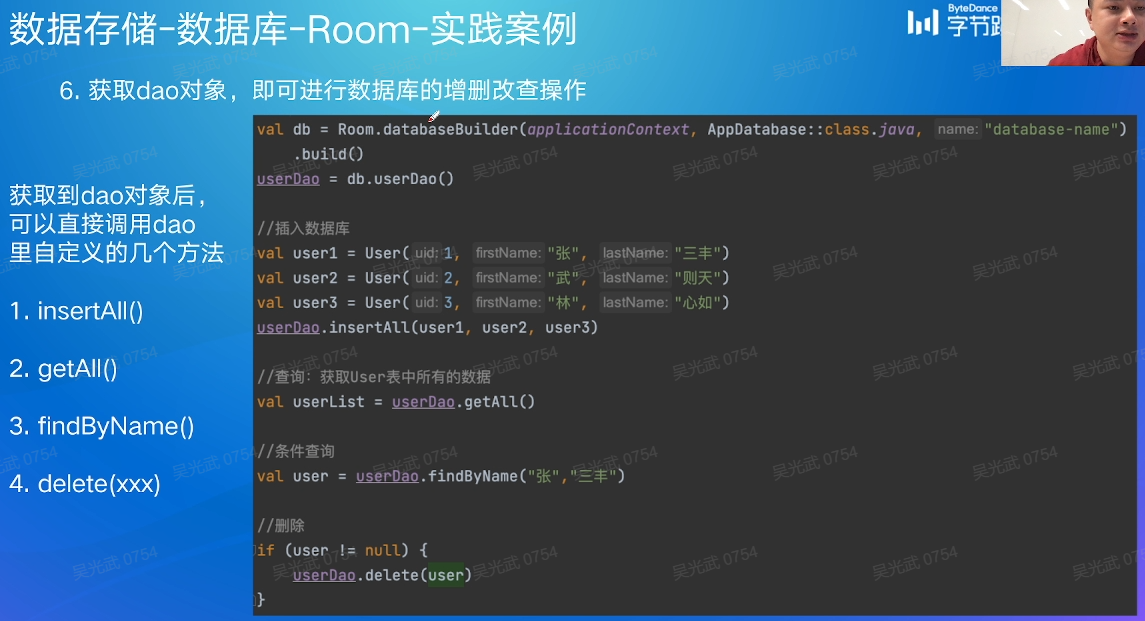 数据存储-数据库-Room-实践案例
ByteDance
字节跳
6. 获取dao对象，即可进行数据库的增删改查操作
获取到dao对象后，
可以直接调用dao
里自定义的几个方法
1. insertAll()
2. getAll()
3. findByName()
4. delete(xxx)
val db = Room.databaseBuilder(applicationContext, AppDatabase::class.java, name: "database-name")
.build()
userDao = db.userDao()
//插入数据库
val user1 = User( uid: 1, firstName: "张", lastName: "三丰")
val user2 = User( uid: 2, firstName: "武", lastName: "则天")
val user3 = User( uid: 3, firstName: "林", lastName: "心如")
userDao.insertAll(user1, user2, user3)
//查询：获取User表中所有的数据
val userList = userDao.getAll()
//条件查询
val user = userDao.findByName("张","三丰")
//删除
if (user != null) {
userDao.delete(user)
}
吴光武 0754